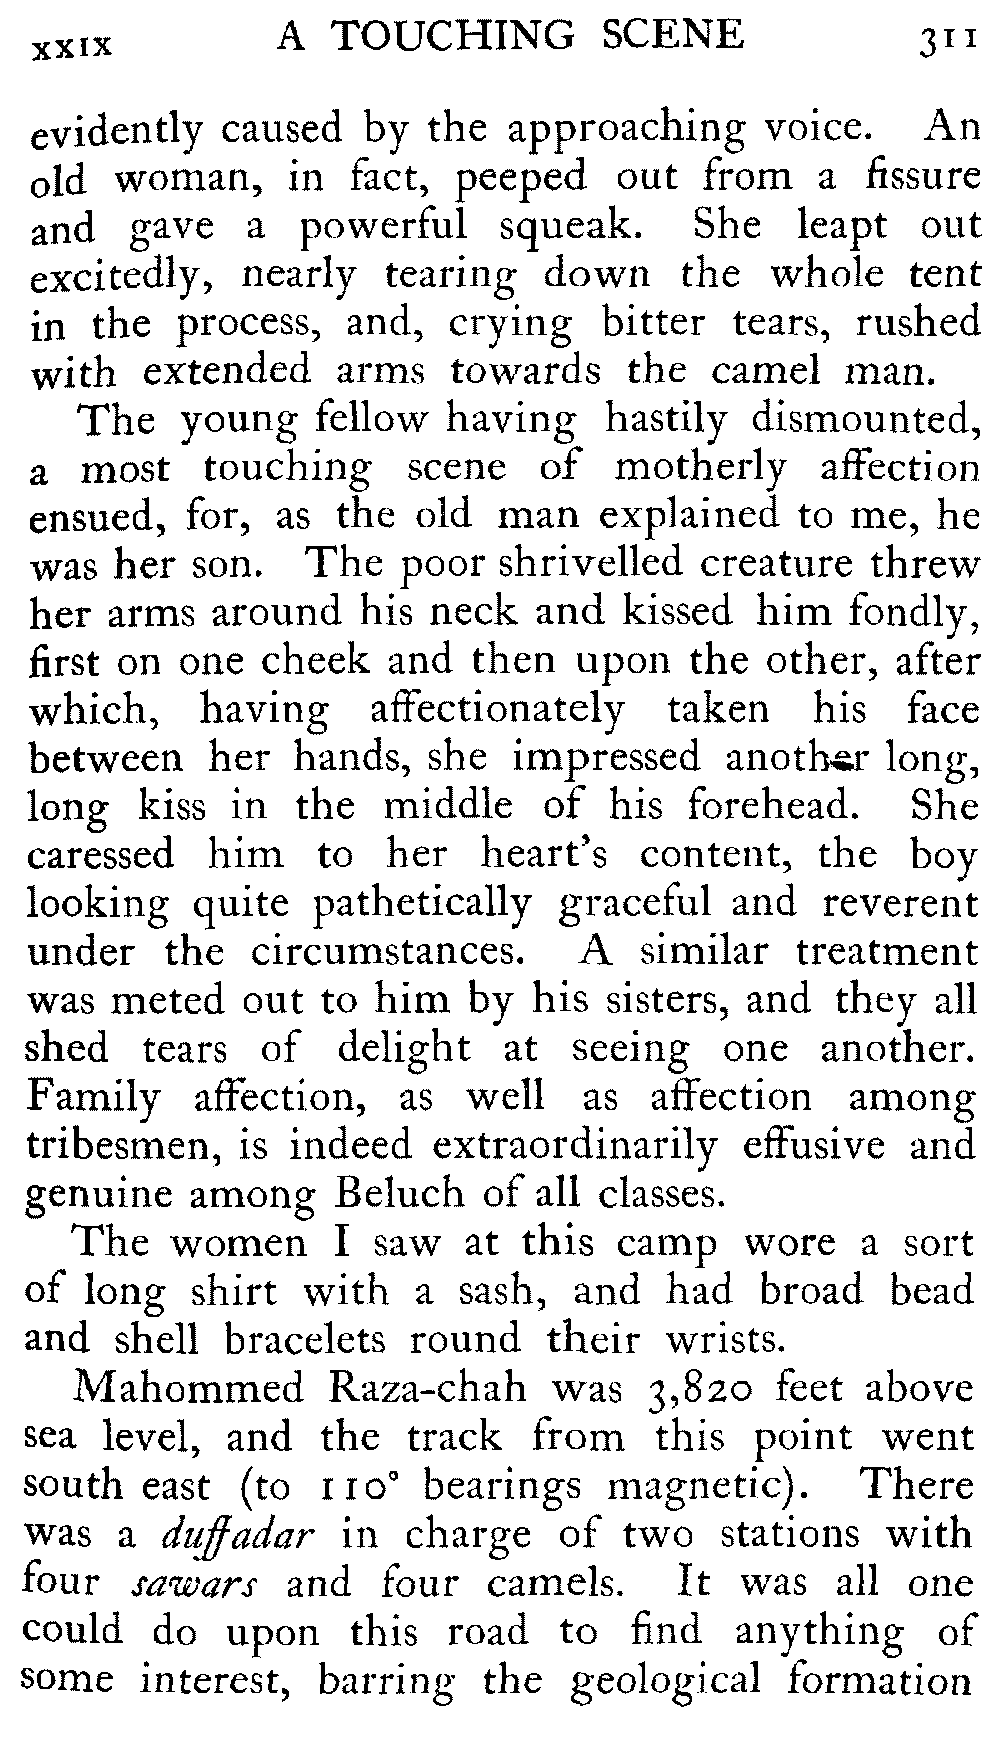 xxix A TOUCHING SCENE 311
evidently caused by the approaching voice. An
old woman, in fact, peeped out from a fissure
and gave a powerful squeak. She leapt out
excitedly, nearly tearing down the whole tent
in the process, and, crying bitter tears, rushed
with extended arms towards the camel man.
The young fellow having hastily dismounted,
a most touching scene of motherly affection
ensued, for, as the old man explained to me, he
was her son. The poor shrivelled creature threw
her arms around his neck and kissed him fondly,
first on one cheek and then upon the other, after
which, having affectionately taken his face
between her hands, she impressed another long,
long kiss in the middle of his forehead. She
caressed him to her heart's content, the boy
looking quite pathetically graceful and reverent
under the circumstances. A similar treatment
was meted out to him by his sisters, and they all
shed tears of delight at seeing one another.
Family affection, as well as affection among
tribesmen, is indeed extraordinarily effusive and
genuine among Beluch of all classes.
The women I saw at this camp wore a sort
of long shirt with a sash, and had broad bead
and shell bracelets round their wrists.
Mahommed Raza-chah was 3,820 feet above
sea level, and the track from this point went
south east (to 110° bearings magnetic). There
was a duffadar in charge of two stations with
four sawars and four camels. It was all one
could do upon this road to find anything of
some interest, barring the geological formation